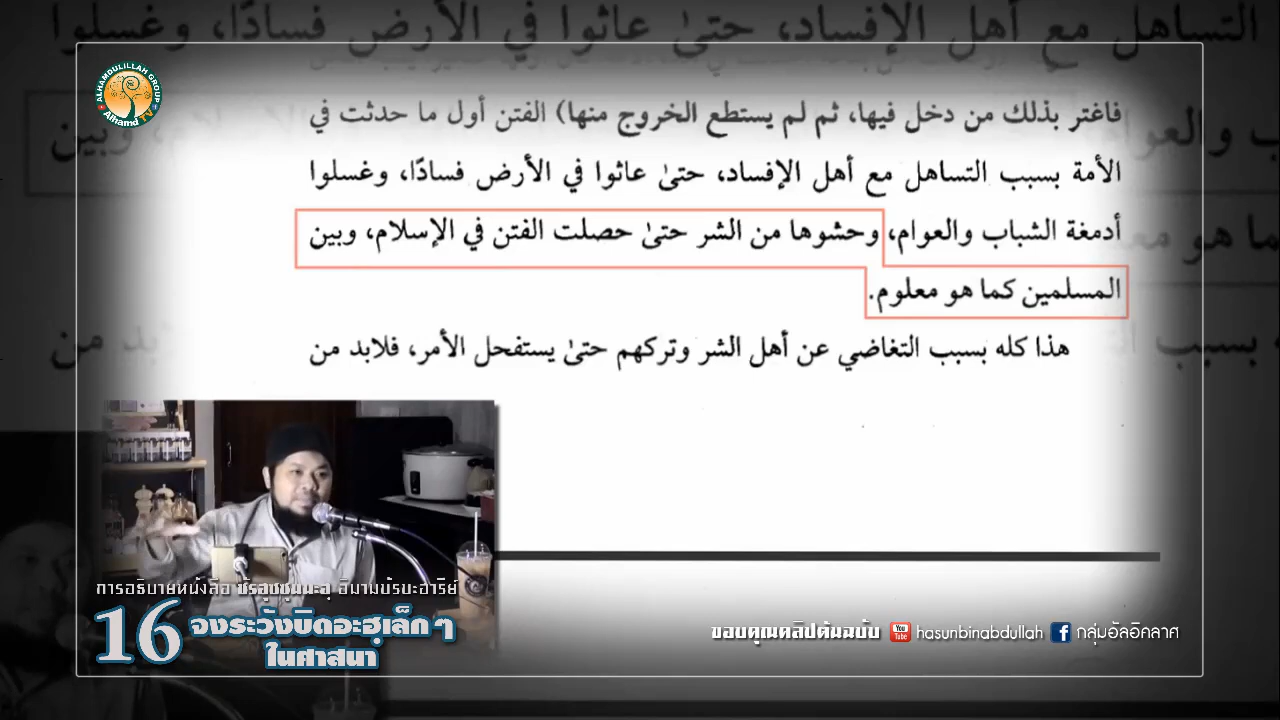 ALHAMDULILLAH GROUP
Alhamd TV
فاغتر بذلك من دخل فيها، ثم لم يستطع الخروج منها) الفتن أول ما حدثت في
الأمة بسبب التساهل مع أهل الإفساد، حتىٰ عاثوا في الأرض فسادًا، وغسلوا
أدمغة الشباب والعوام، وحشوها من الشر حتىٰ حصلت الفتن في الإسلام، وبين
المسلمين كما هو معلوم.
هذا كله بسبب التغاضي عن أهل الشر وتركهم حتىٰ يستفحل الأمر، فلابد من
การอธิบายหนังสือ ชัรฮุซซุนนะฮฺ อิมามบัรบะฮารีย์
16 จงระวังบิดอะฮฺเล็กๆ
ในศาสนา
ขอบคุณคลิปต้นฉบับ You Tube hasunbinabdullah f กลุ่มอัลอิคลาศ